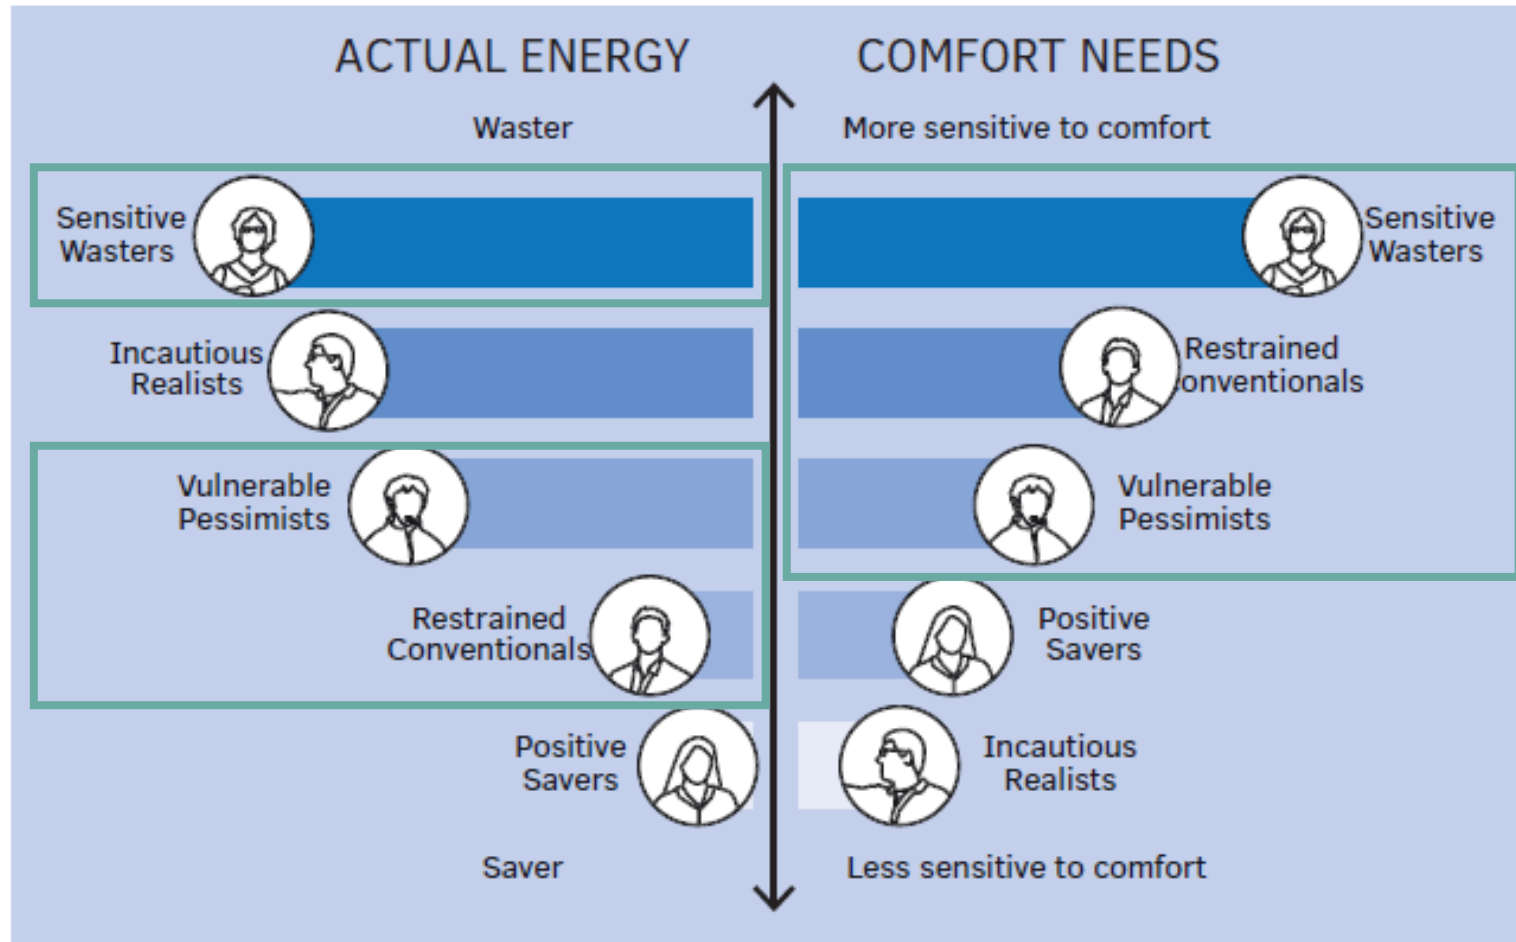 ACTUAL ENERGY
COMFORT NEEDS
Waster
More sensitive to comfort
Sensitive
Wasters
Sensitive
Wasters
Incautious
Realists
Restrained
onventionals
Vulnerable
Pessimists
Vulnerable
Pessimists
Restrained
Conventionals
Positive
Savers
Positive
Savers
Incautious
Realists
Saver
Less sensitive to comfort